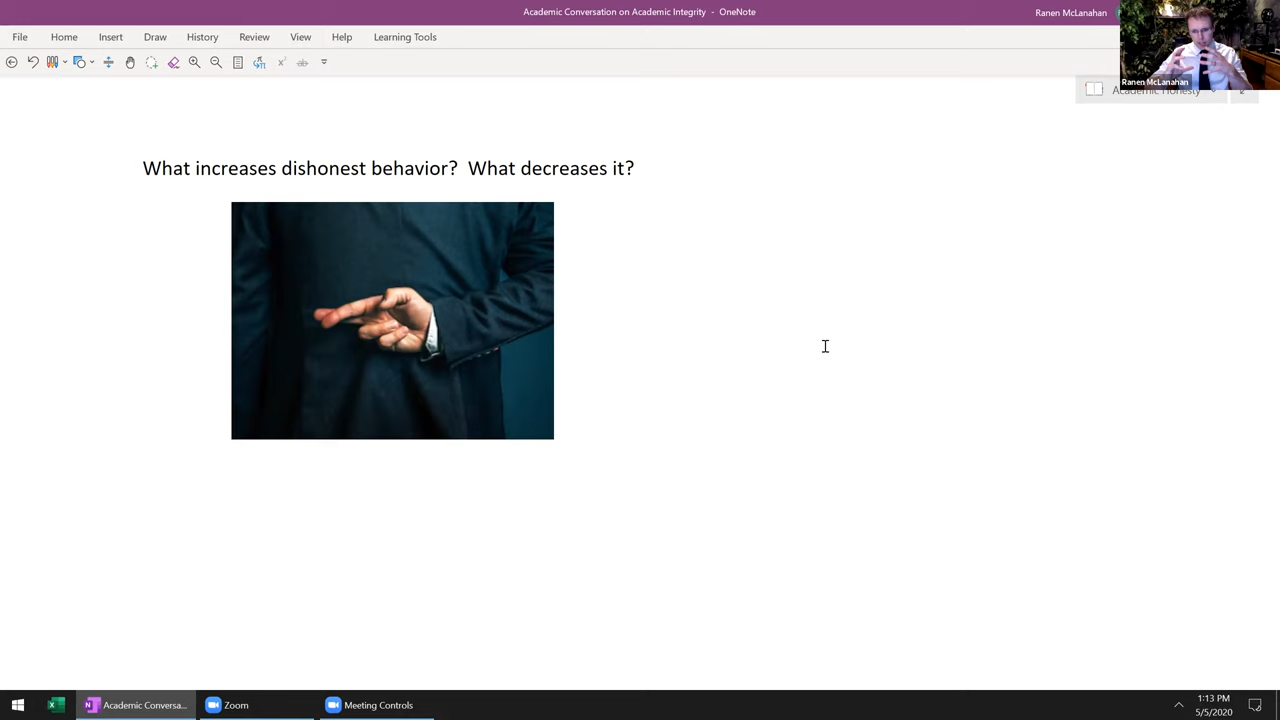 Academic Conversation on Academic Integrity - OneNote
Ranen McLanahan
File Home Insert Draw History Review View Help Learning Tools
Ranen McLanahan
Academic Honesty
What increases dishonest behavior? What decreases it?
Academic Conversa...
Zoom
Meeting Controls
1:13 PM
5/5/2020